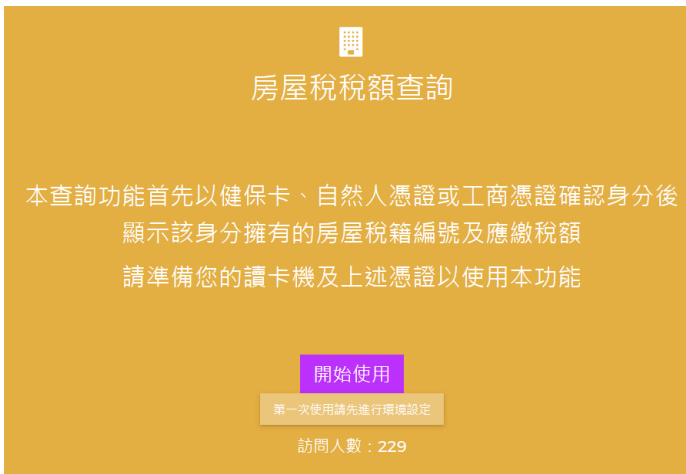 房屋稅稅額查詢
本查詢功能首先以健保卡、自然人憑證或工商憑證確認身分後
顯示該身分擁有的房屋稅籍編號及應繳稅額
請準備您的讀卡機及上述憑證以使用本功能
開始使用
第一次使用請先進行環境設定
訪問人數：229